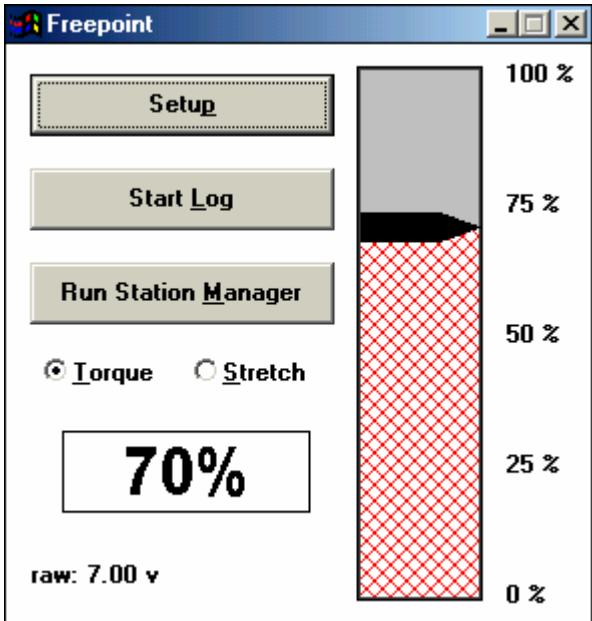 Freepoint
Setup
Start Log
Run Station Manager
Torque Stretch
70%
raw: 7.00 v
100 %
75 %
50 %
25 %
0 %